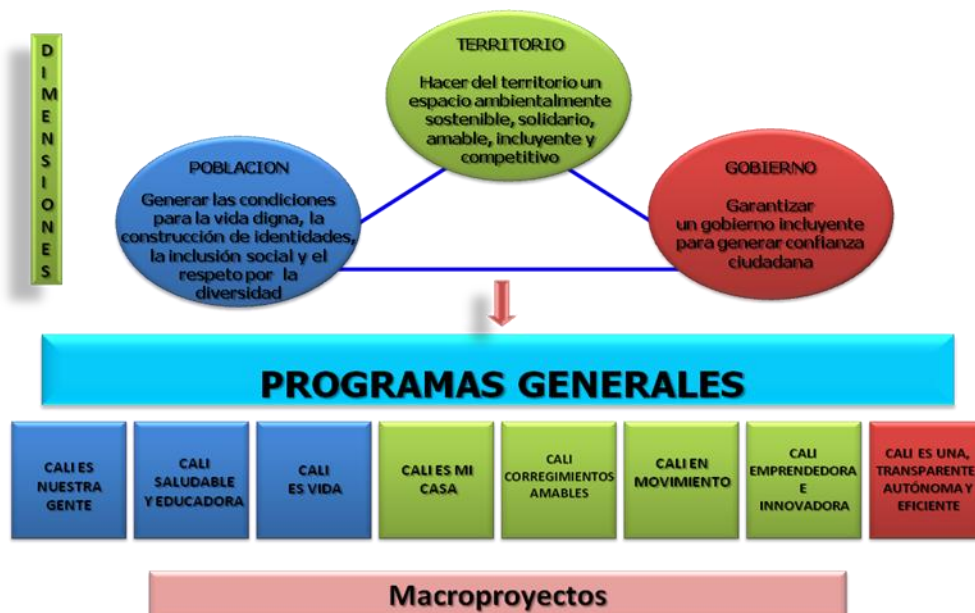 DIMENSIONES
TERRITORIO
Hacer del territorio un
espacio ambientalmente
sostenible, solidario,
amable, incluyente y
competitivo
POBLACION
Generar las condiciones
para la vida digna, la
construcción de identidades,
la inclusión social y el
respeto por la
diversidad
GOBIERNO
Garantizar
un gobierno incluyente
para generar confianza
ciudadana
PROGRAMAS GENERALES
CALI ES
NUESTRA
GENTE
CALI
SALUDABLE
Y EDUCADORA
CALI
ES VIDA
CALI ES MI
CASA
CALI
CORREGIMIENTOS
AMABLES
CALI EN
MOVIMIENTO
CALI
EMPRENDEDORA
E
INNOVADORA
CALI ES UNA,
TRANSPARENTE
AUTÓNOMA Y
EFICIENTE
Macroproyectos